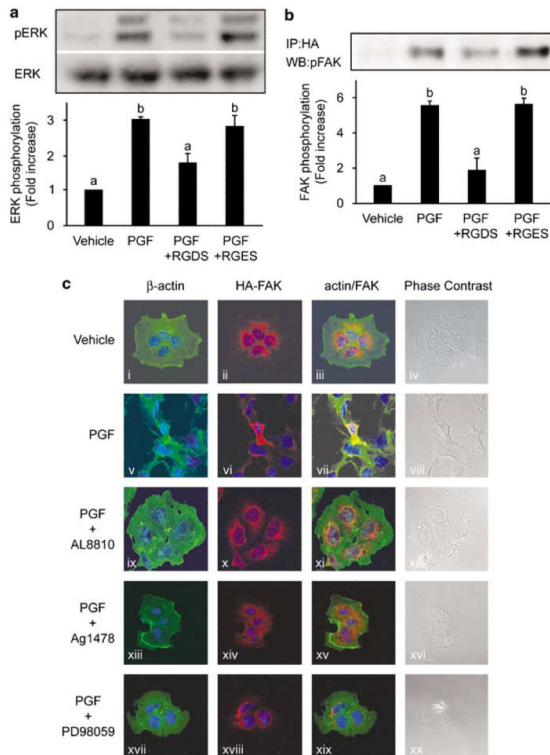 a
pERK
ERK
ERK phosphorylation
(Fold increase)
3
2
1
0
a
b
a
b
Vehicle
PGF
PGF
+RGDS
PGF
+RGES
b
IP:HA
WB:pFAK
FAK phosphorylation
(Fold increase)
6
4
2
0
a
b
a
b
Vehicle
PGF
PGF
+RGDS
PGF
+RGES
c
β-actin
HA-FAK
actin/FAK
Phase Contrast
Vehicle
i
ii
iii
iv
PGF
v
vi
vii
viii
PGF
+
AL8810
ix
x
xi
xii
PGF
+
Ag1478
xiii
xiv
xv
xvi
PGF
+
PD98059
xvii
xviii
xix
xx